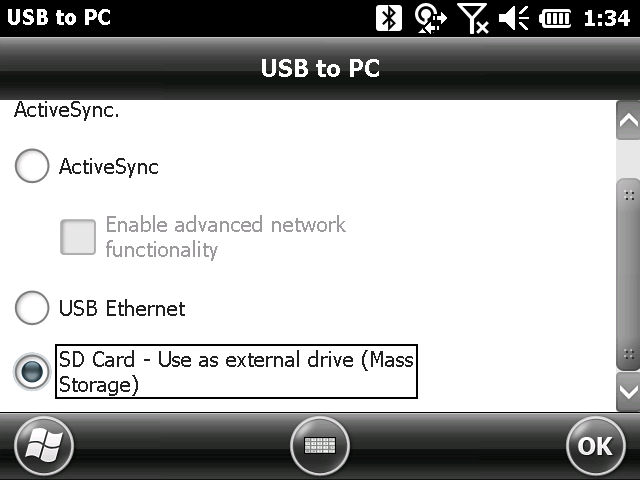 USB to PC
1:34
USB to PC
ActiveSync.
ActiveSync
Enable advanced network
functionality
USB Ethernet
SD Card - Use as external drive (Mass
Storage)
OK